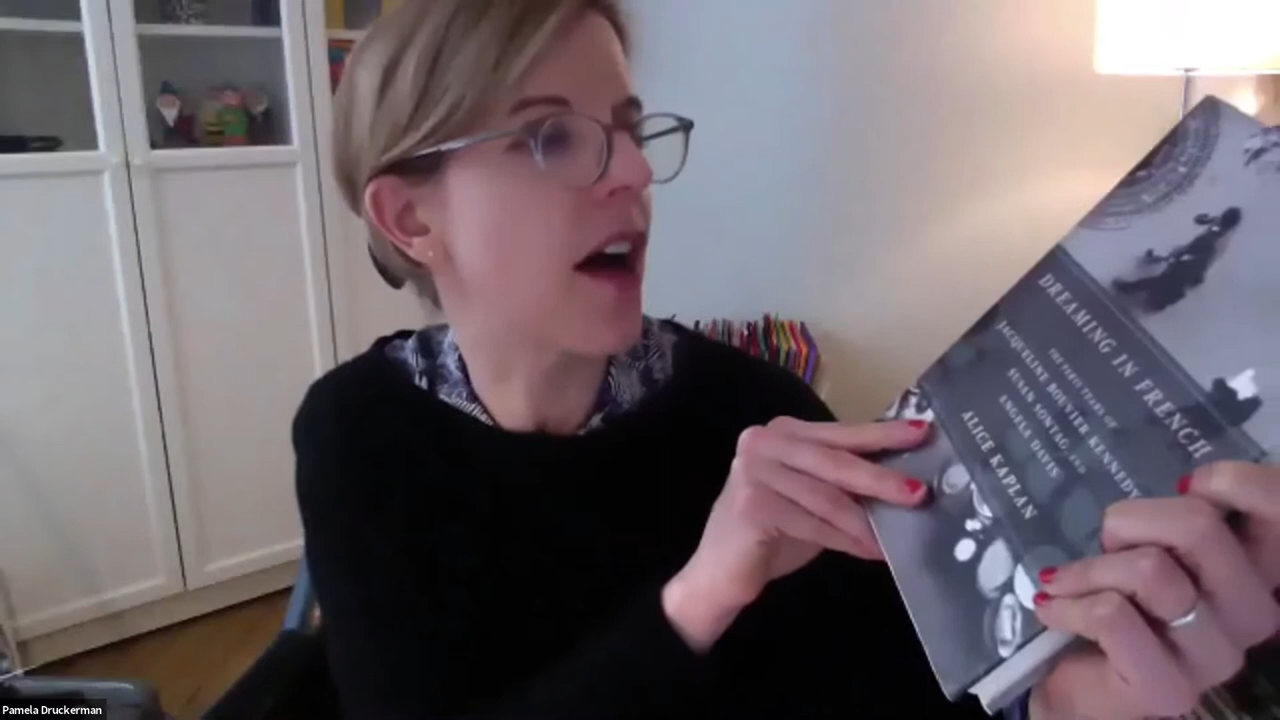 DREAMING IN FRENCH
THE PARIS YEARS OF
JACQUELINE BOUVIER KENNEDY,
SUSAN SONTAG, AND
ANGELA DAVIS
ALICE KAPLAN
Pamela Druckerman